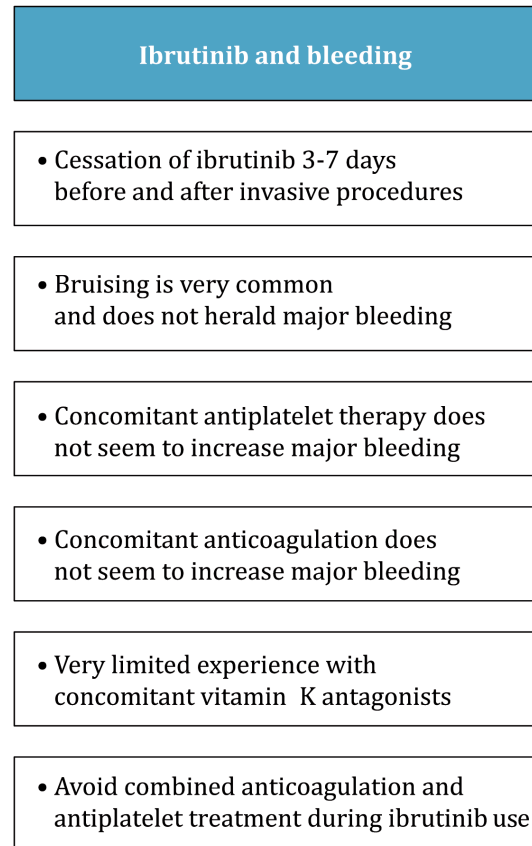 Ibrutinib and bleeding
• Cessation of ibrutinib 3-7 days
before and after invasive procedures
• Bruising is very common
and does not herald major bleeding
• Concomitant antiplatelet therapy does
not seem to increase major bleeding
• Concomitant anticoagulation does
not seem to increase major bleeding
• Very limited experience with
concomitant vitamin  K antagonists
• Avoid combined anticoagulation and
antiplatelet treatment during ibrutinib use